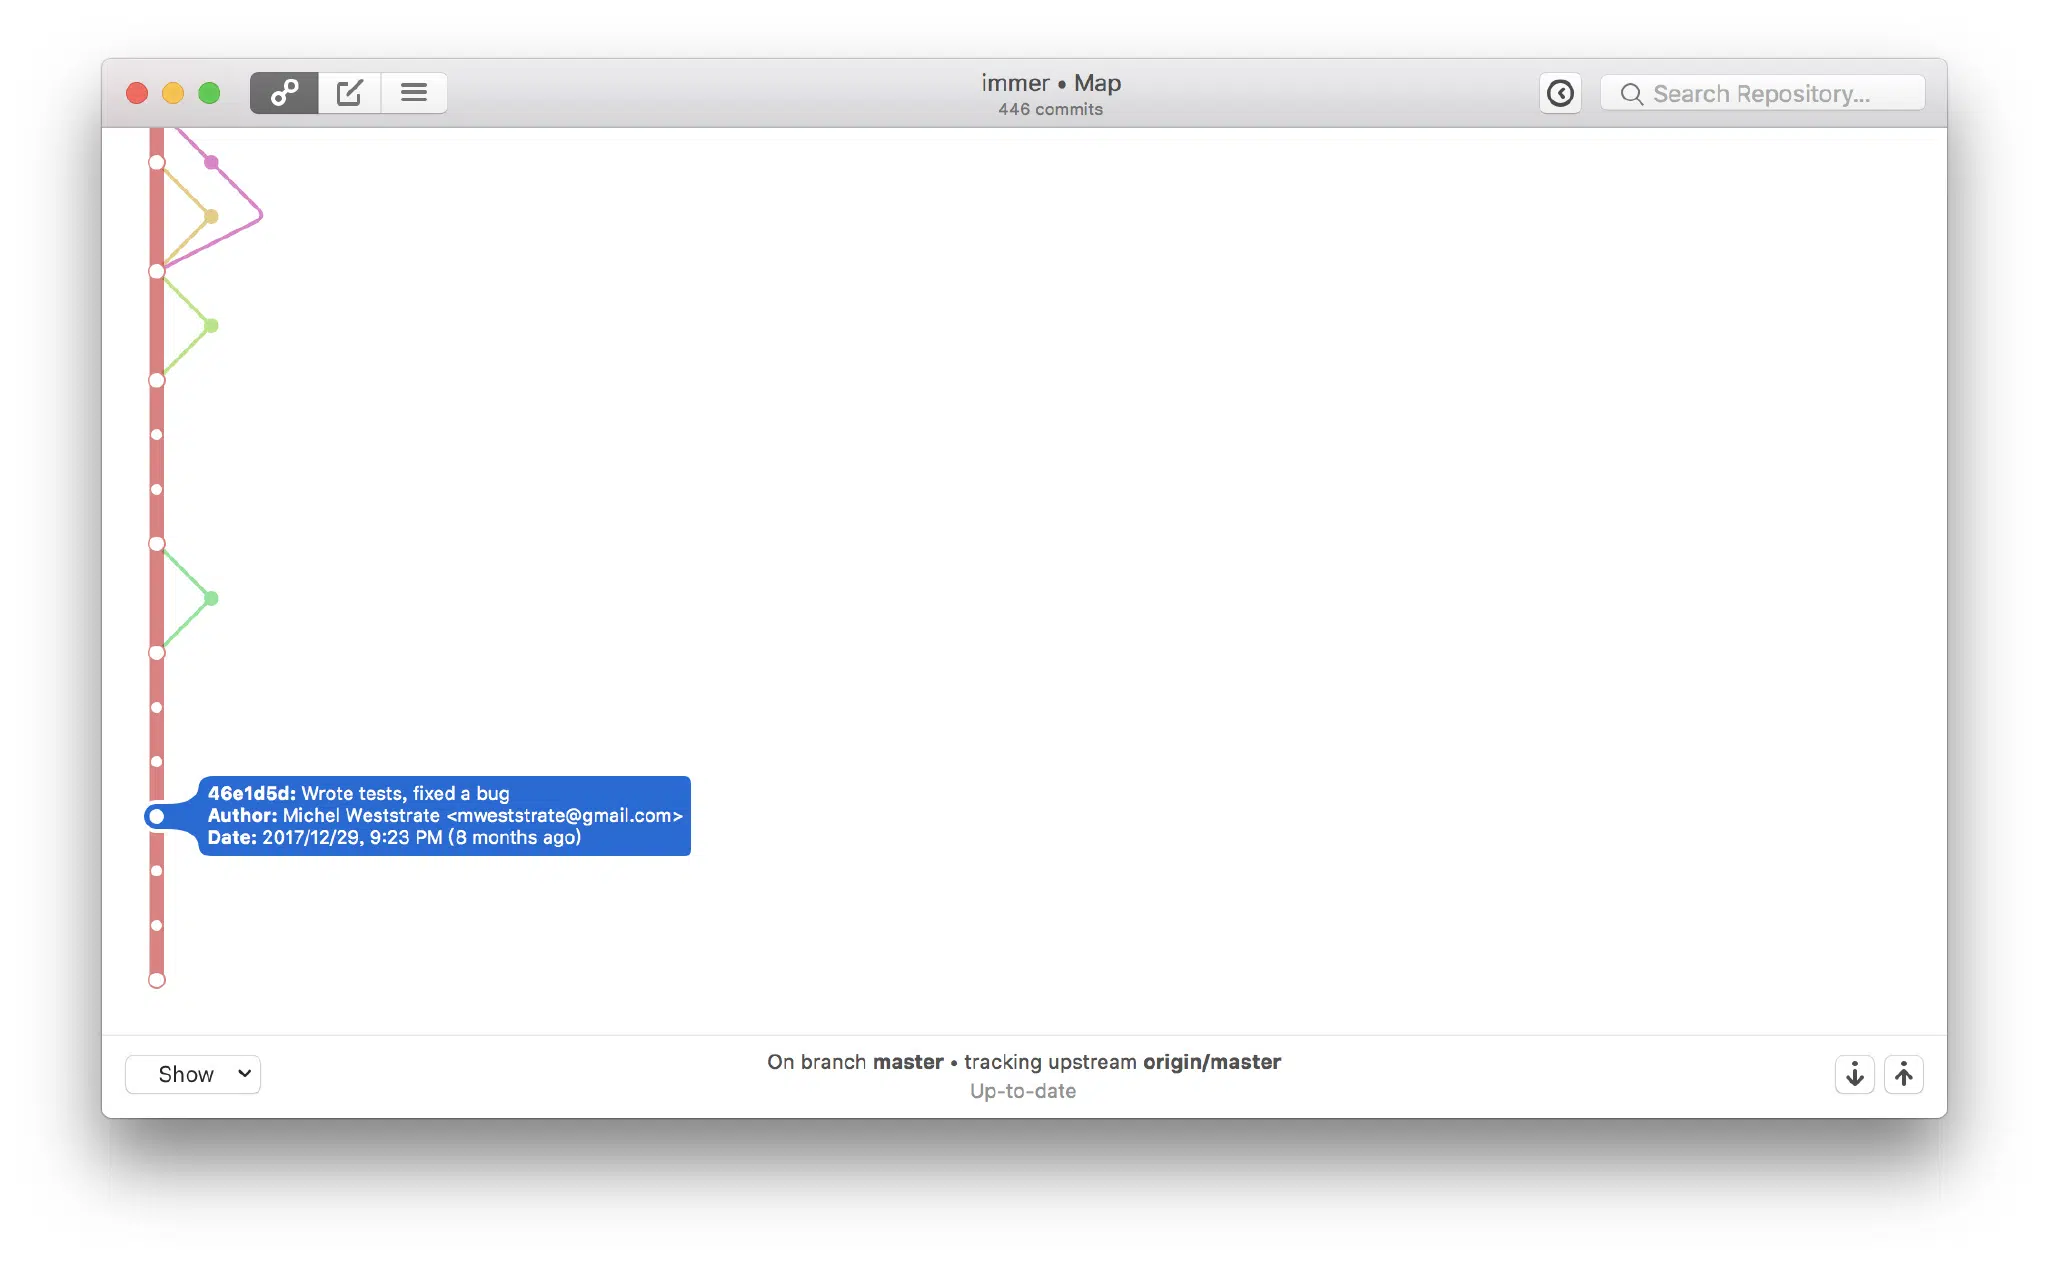 immer • Map
446 commits
Search Repository...
46e1d5d: Wrote tests, fixed a bug
Author: Michel Weststrate <mweststrate@gmail.com>
Date: 2017/12/29, 9:23 PM (8 months ago)
Show
On branch master • tracking upstream origin/master
Up-to-date